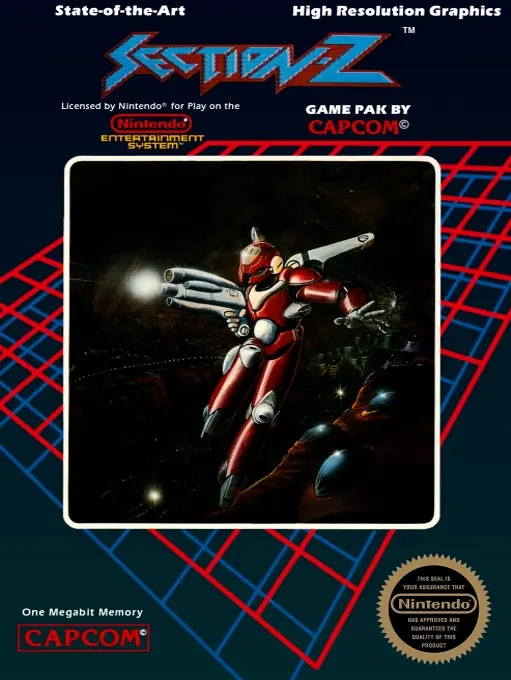 State-of-the-Art
High Resolution Graphics
SECTION-Z
TM
Licensed by Nintendo® for Play on the
Nintendo®
ENTERTAINMENT
SYSTEM™
GAME PAK BY
CAPCOM©
One Megabit Memory
CAPCOM©
THIS SEAL IS
YOUR ASSURANCE THAT
Nintendo®
HAS APPROVED AND
GUARANTEED THE
QUALITY OF THIS
PRODUCT